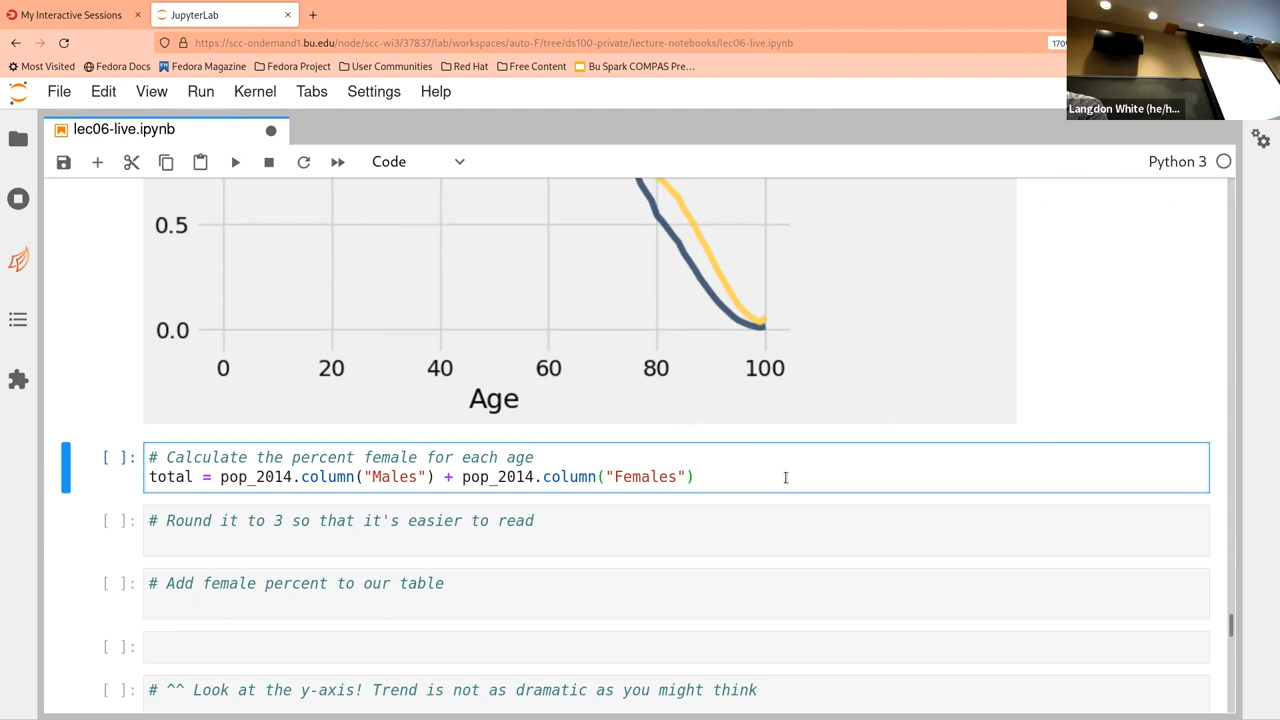 My Interactive Sessions
JupyterLab
https://scc-ondemand1.bu.edu/node/scc-wi3/37837/lab/workspaces/auto-F/tree/ds100-private/lecture-notebooks/lec06-live.ipynb
170
Most Visited
Fedora Docs
Fedora Magazine
Fedora Project
User Communities
Red Hat
Free Content
Bu Spark COMPAS Pre…
Langdon White (he/h...
File Edit View Run Kernel Tabs Settings Help
lec06-live.ipynb
Code
Python 3
0.5
0.0
0 20 40 60 80 100
Age
[ ]: # Calculate the percent female for each age
total = pop_2014.column("Males") + pop_2014.column("Females")
[ ]: # Round it to 3 so that it's easier to read
[ ]: # Add female percent to our table
[ ]:
[ ]: # ^^ Look at the y-axis! Trend is not as dramatic as you might think